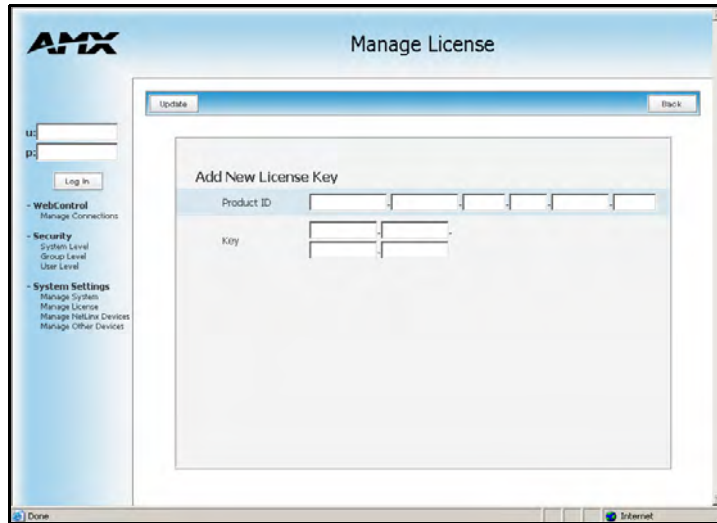 AMX
Manage License
Update
Back
u:
p:
Log In
- WebControl
Manage Connections
- Security
System Level
Group Level
User Level
- System Settings
Manage System
Manage License
Manage NetLinx Devices
Manage Other Devices
Add New License Key
Product ID
Key
Done
Internet